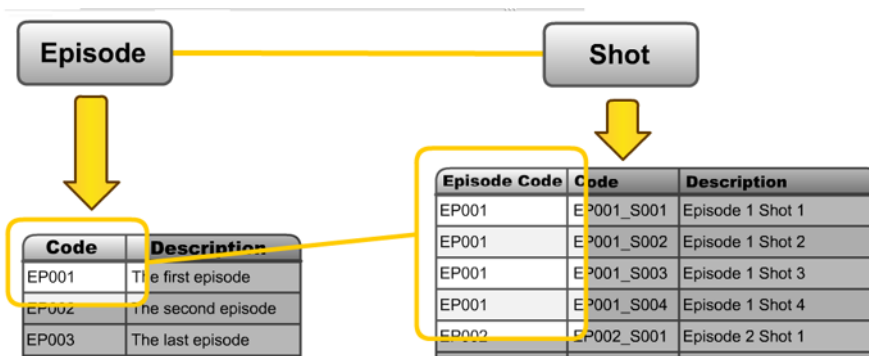 Episode
Shot
Episode Code Code Description
EP001 EP001_S001 Episode 1 Shot 1
EP001 EP001_S002 Episode 1 Shot 2
EP001 EP001_S003 Episode 1 Shot 3
EP001 EP001_S004 Episode 1 Shot 4
EP002 EP002_S001 Episode 2 Shot 1
Code Description
EP001 The first episode
EP002 The second episode
EP003 The last episode